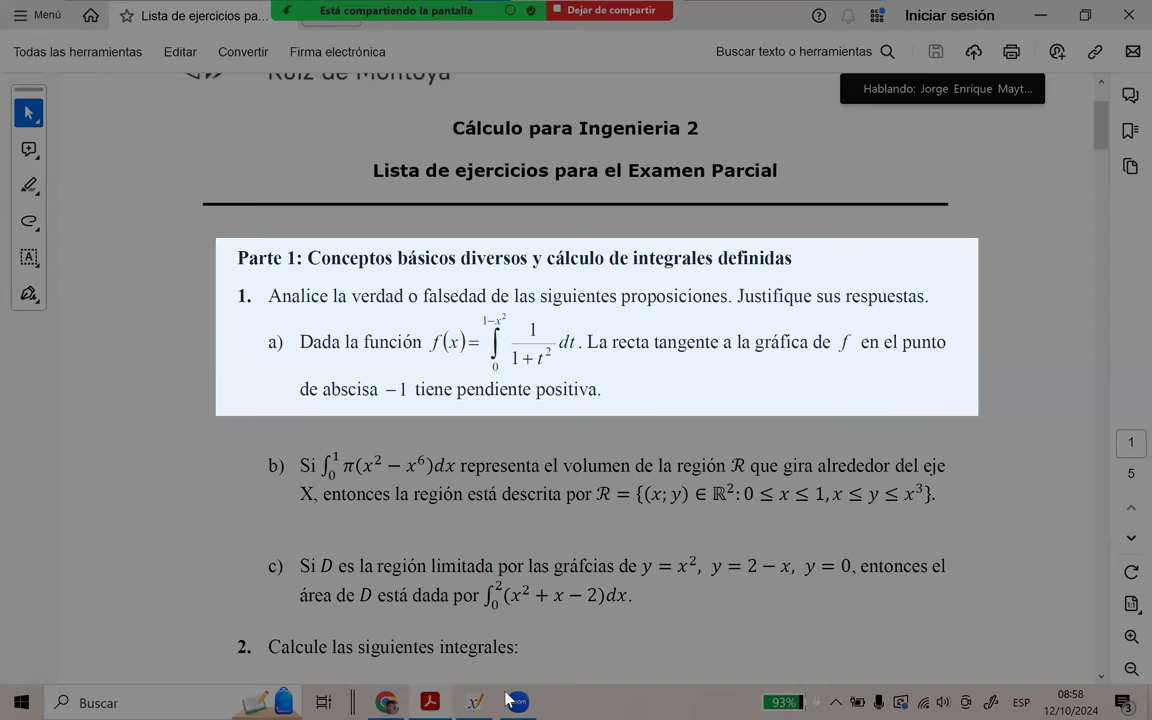 Menú
Lista de ejercicios pa...
Está compartiendo la pantalla
Dejar de compartir
Iniciar sesión
Todas las herramientas
Editar
Convertir
Firma electrónica
Buscar texto o herramientas
Ruiz de Montoya
Hablando: Jorge Enrique Mayt...
Cálculo para Ingenieria 2
Lista de ejercicios para el Examen Parcial
Parte 1: Conceptos básicos diversos y cálculo de integrales definidas
1. Analice la verdad o falsedad de las siguientes proposiciones. Justifique sus respuestas.
a) Dada la función f(x)= ∫₀^{1−x²} 1/(1+t²) dt. La recta tangente a la gráfica de f en el punto
de abscisa −1 tiene pendiente positiva.
b) Si ∫₀¹ π(x² − x⁶)dx representa el volumen de la región ℛ que gira alrededor del eje
X, entonces la región está descrita por ℛ = {(x; y) ∈ ℝ²: 0 ≤ x ≤ 1, x ≤ y ≤ x³}.
c) Si D es la región limitada por las gráfcias de y = x², y = 2 − x, y = 0, entonces el
área de D está dada por ∫₀²(x² + x − 2)dx.
2. Calcule las siguientes integrales:
1
5
Buscar
93%
ESP
08:58
12/10/2024
3